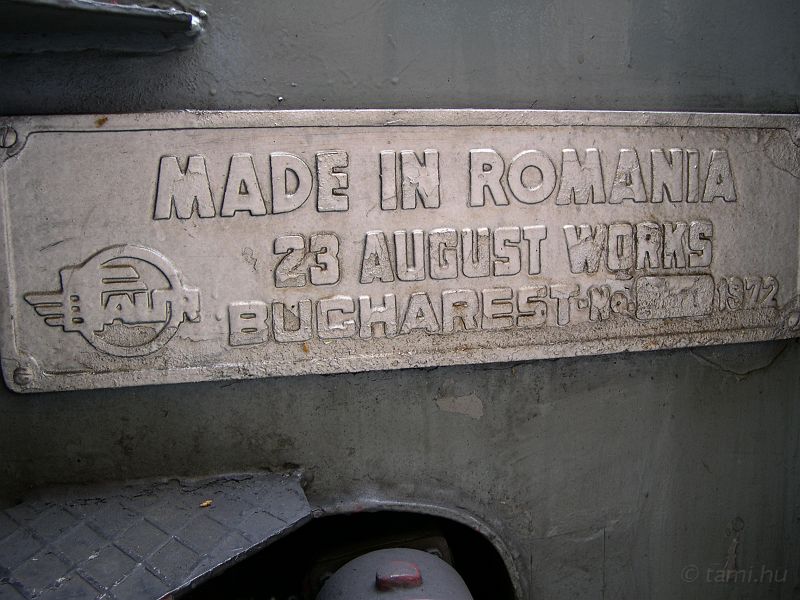 MADE IN ROMANIA
23 AUGUST WORKS
BUCHAREST·No. 1972
© tami.hu